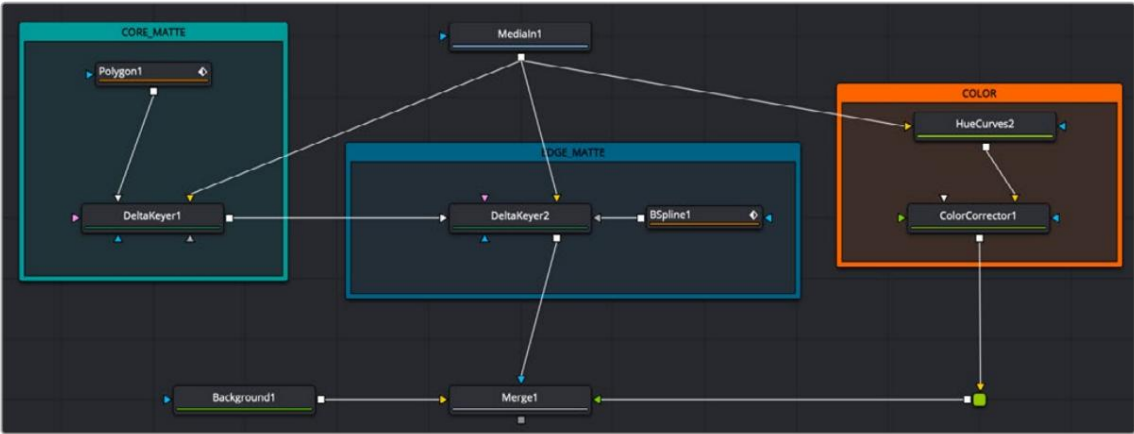 CORE_MATTE
MediaIn1
Polygon1
COLOR
HueCurves2
EDGE_MATTE
DeltaKeyer1
DeltaKeyer2
BSpline1
ColorCorrector1
Background1
Merge1